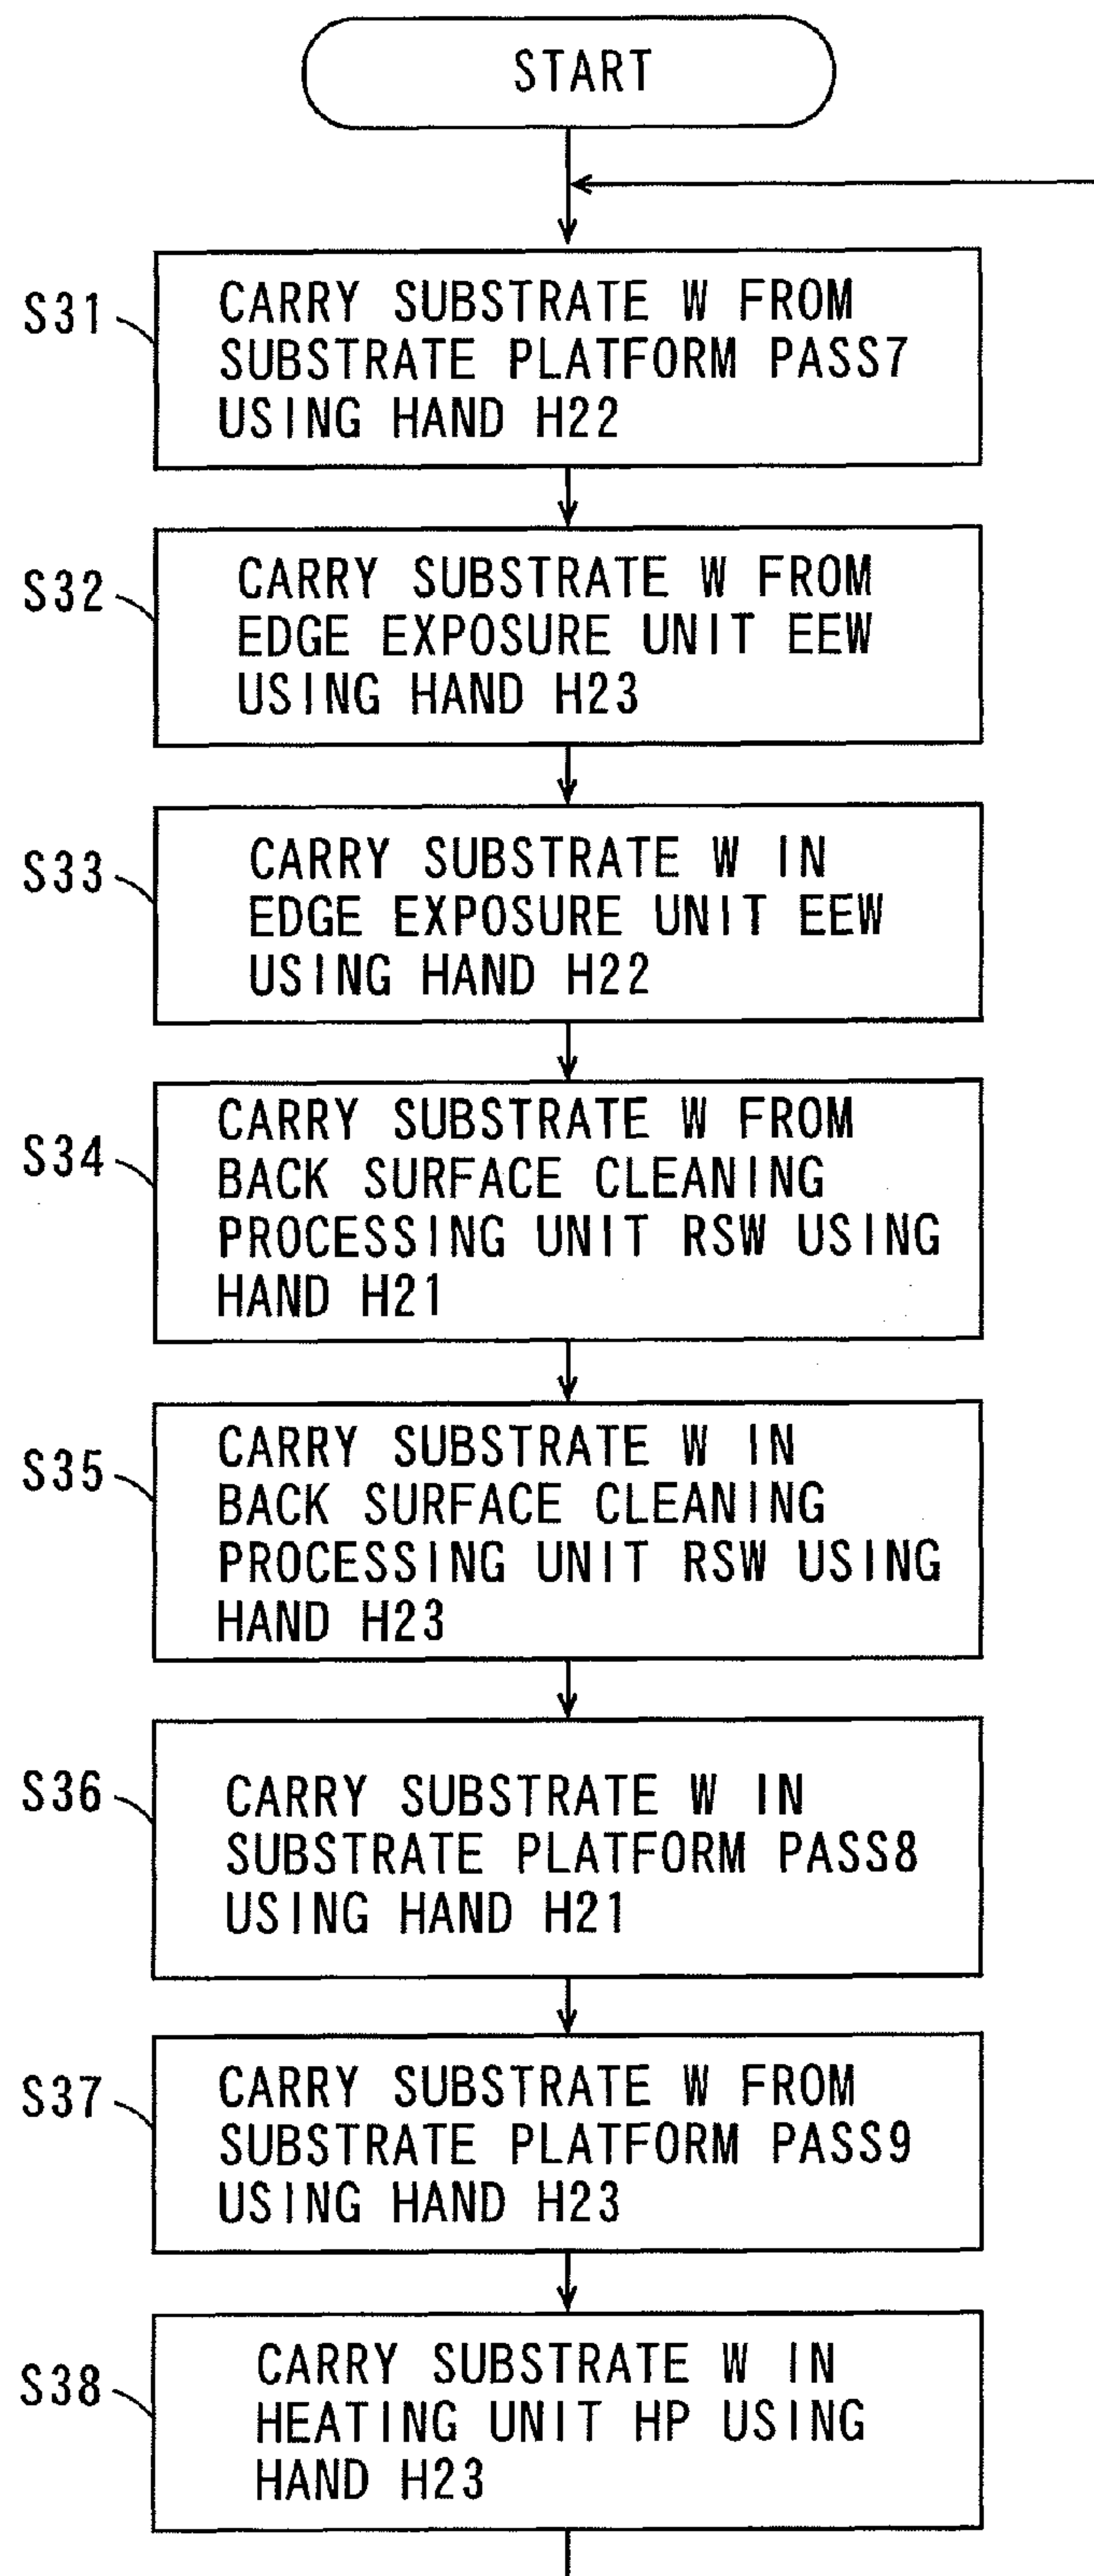 START
S31
CARRY SUBSTRATE W FROM
SUBSTRATE PLATFORM PASS7
USING HAND H22
S32
CARRY SUBSTRATE W FROM
EDGE EXPOSURE UNIT EEW
USING HAND H23
S33
CARRY SUBSTRATE W IN
EDGE EXPOSURE UNIT EEW
USING HAND H22
S34
CARRY SUBSTRATE W FROM
BACK SURFACE CLEANING
PROCESSING UNIT RSW USING
HAND H21
S35
CARRY SUBSTRATE W IN
BACK SURFACE CLEANING
PROCESSING UNIT RSW USING
HAND H23
S36
CARRY SUBSTRATE W IN
SUBSTRATE PLATFORM PASS8
USING HAND H21
S37
CARRY SUBSTRATE W FROM
SUBSTRATE PLATFORM PASS9
USING HAND H23
S38
CARRY SUBSTRATE W IN
HEATING UNIT HP USING
HAND H23